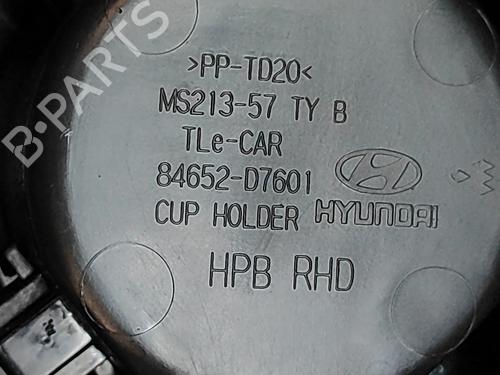 >PP-TD20<
MS213-57 TY B
TLe-CAR
84652-D7601
CUP HOLDER HYUNDAI
HPB RHD
B-PARTS